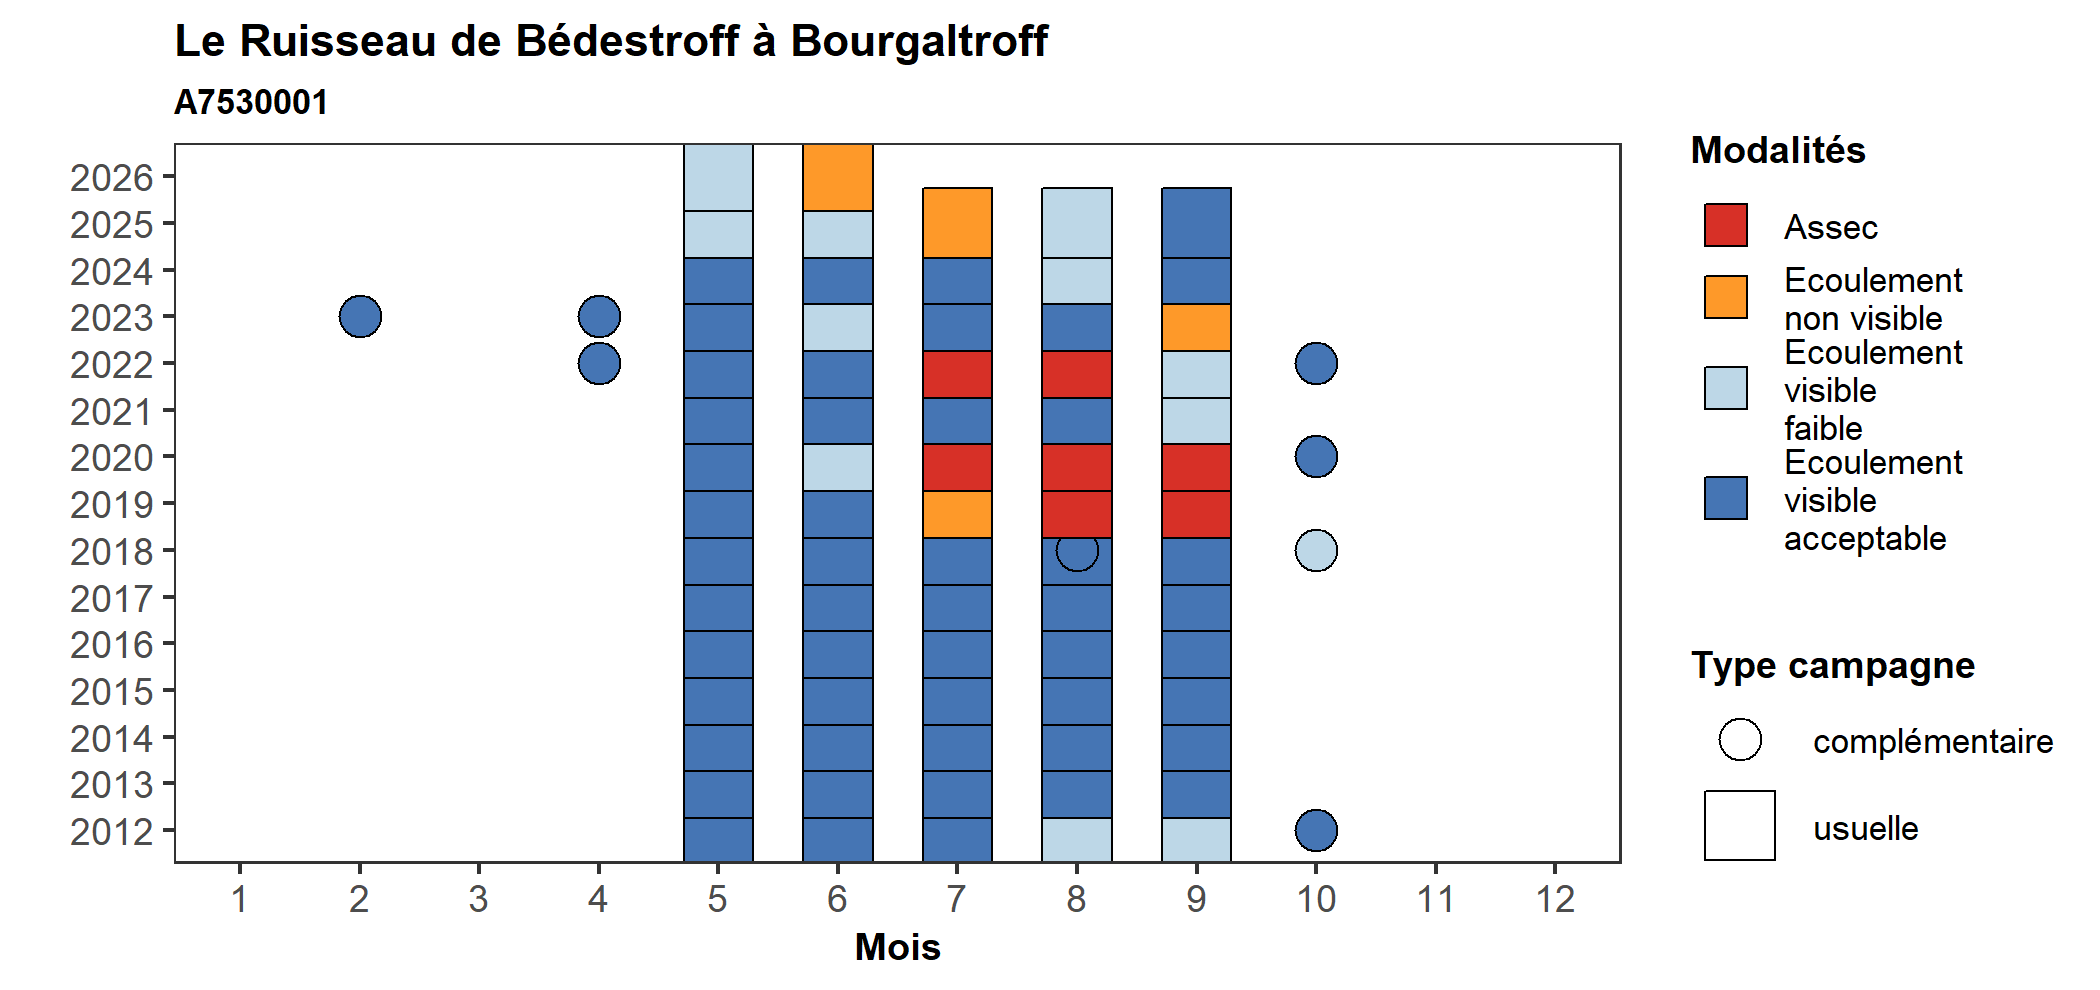 Le Ruisseau de Bédestroff à Bourgaltroff
A7530001
2026
2025
2024
2023
2022
2021
2020
2019
2018
2017
2016
2015
2014
2013
2012
1 2 3 4 5 6 7 8 9 10 11 12
Mois
Modalités
Assec
Ecoulement
non visible
Ecoulement
visible
faible
Ecoulement
visible
acceptable
Type campagne
complémentaire
usuelle